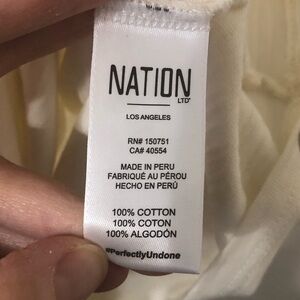 NATION
LTD
LOS ANGELES
RN# 150751
CA# 40554
MADE IN PERU
FABRIQUÉ AU PÉROU
HECHO EN PERÚ
100% COTTON
100% COTON
100% ALGODÓN
#PerfectlyUndone